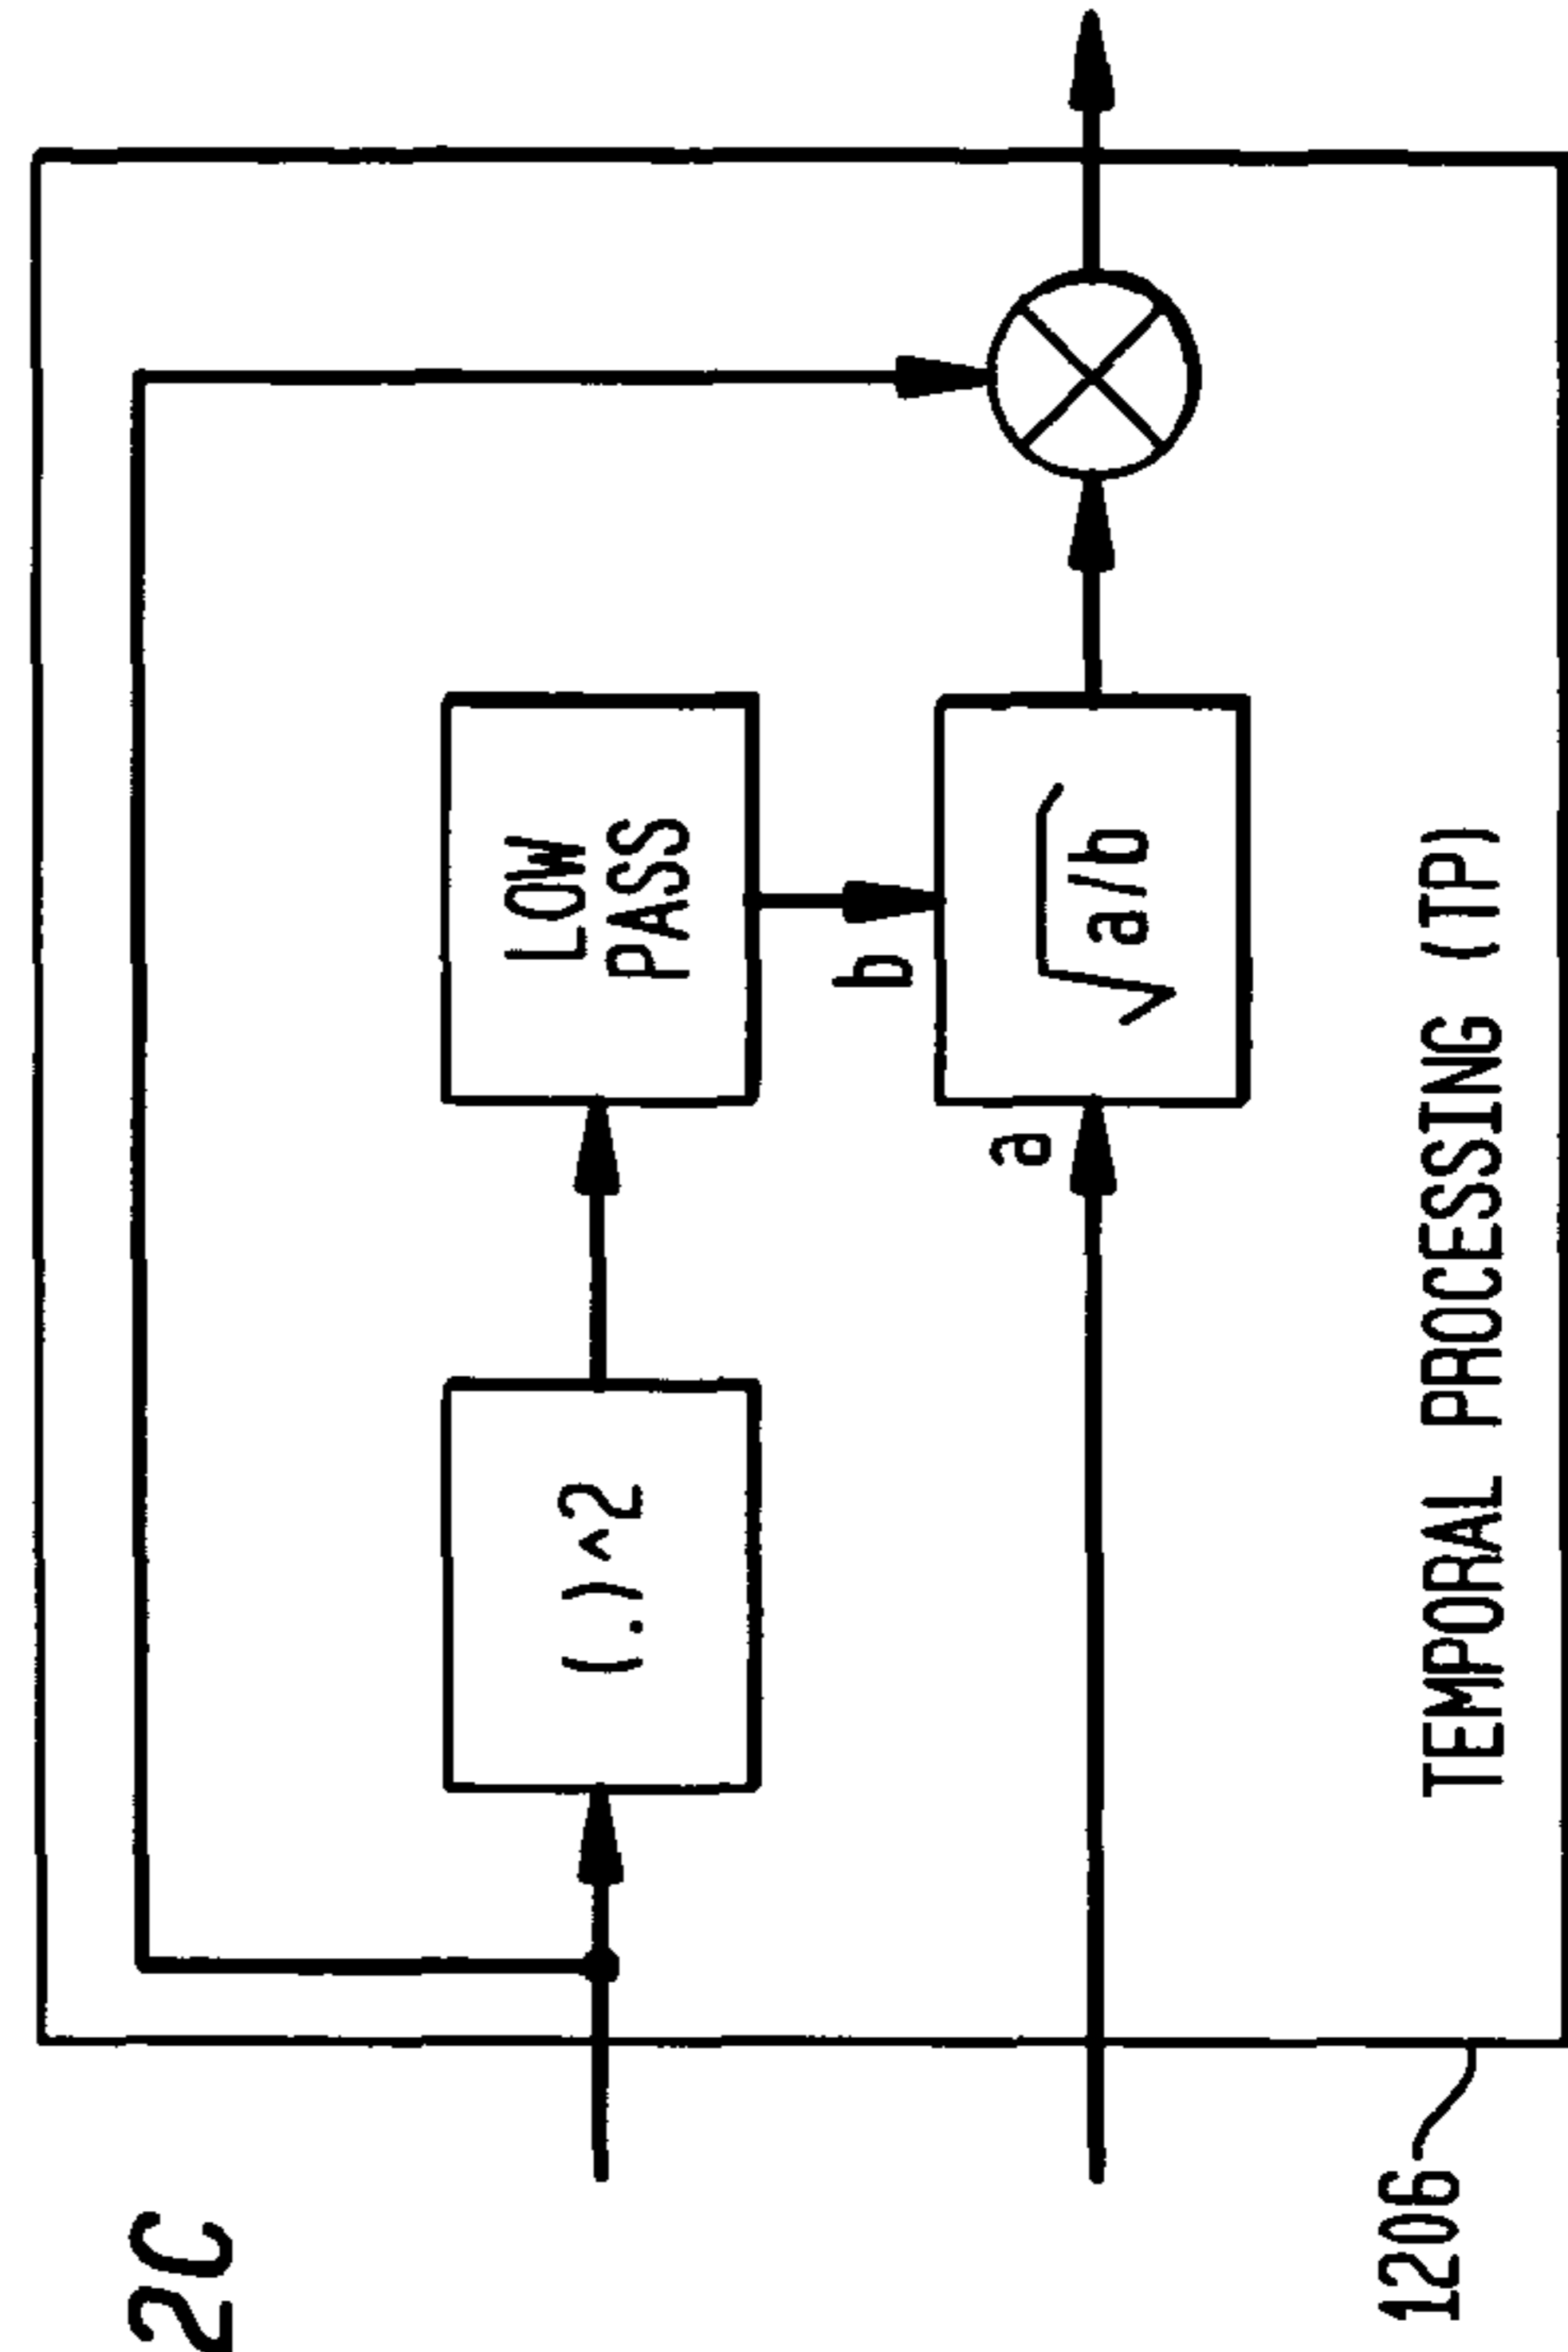 2C
LOW
PASS
(.)^2
b
a
√a/b
TEMPORAL PROCESSING (TP)
1206